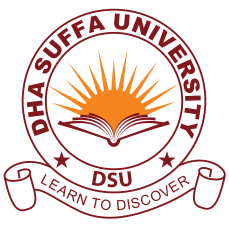 DHA SUFFA UNIVERSITY
DSU
LEARN TO DISCOVER